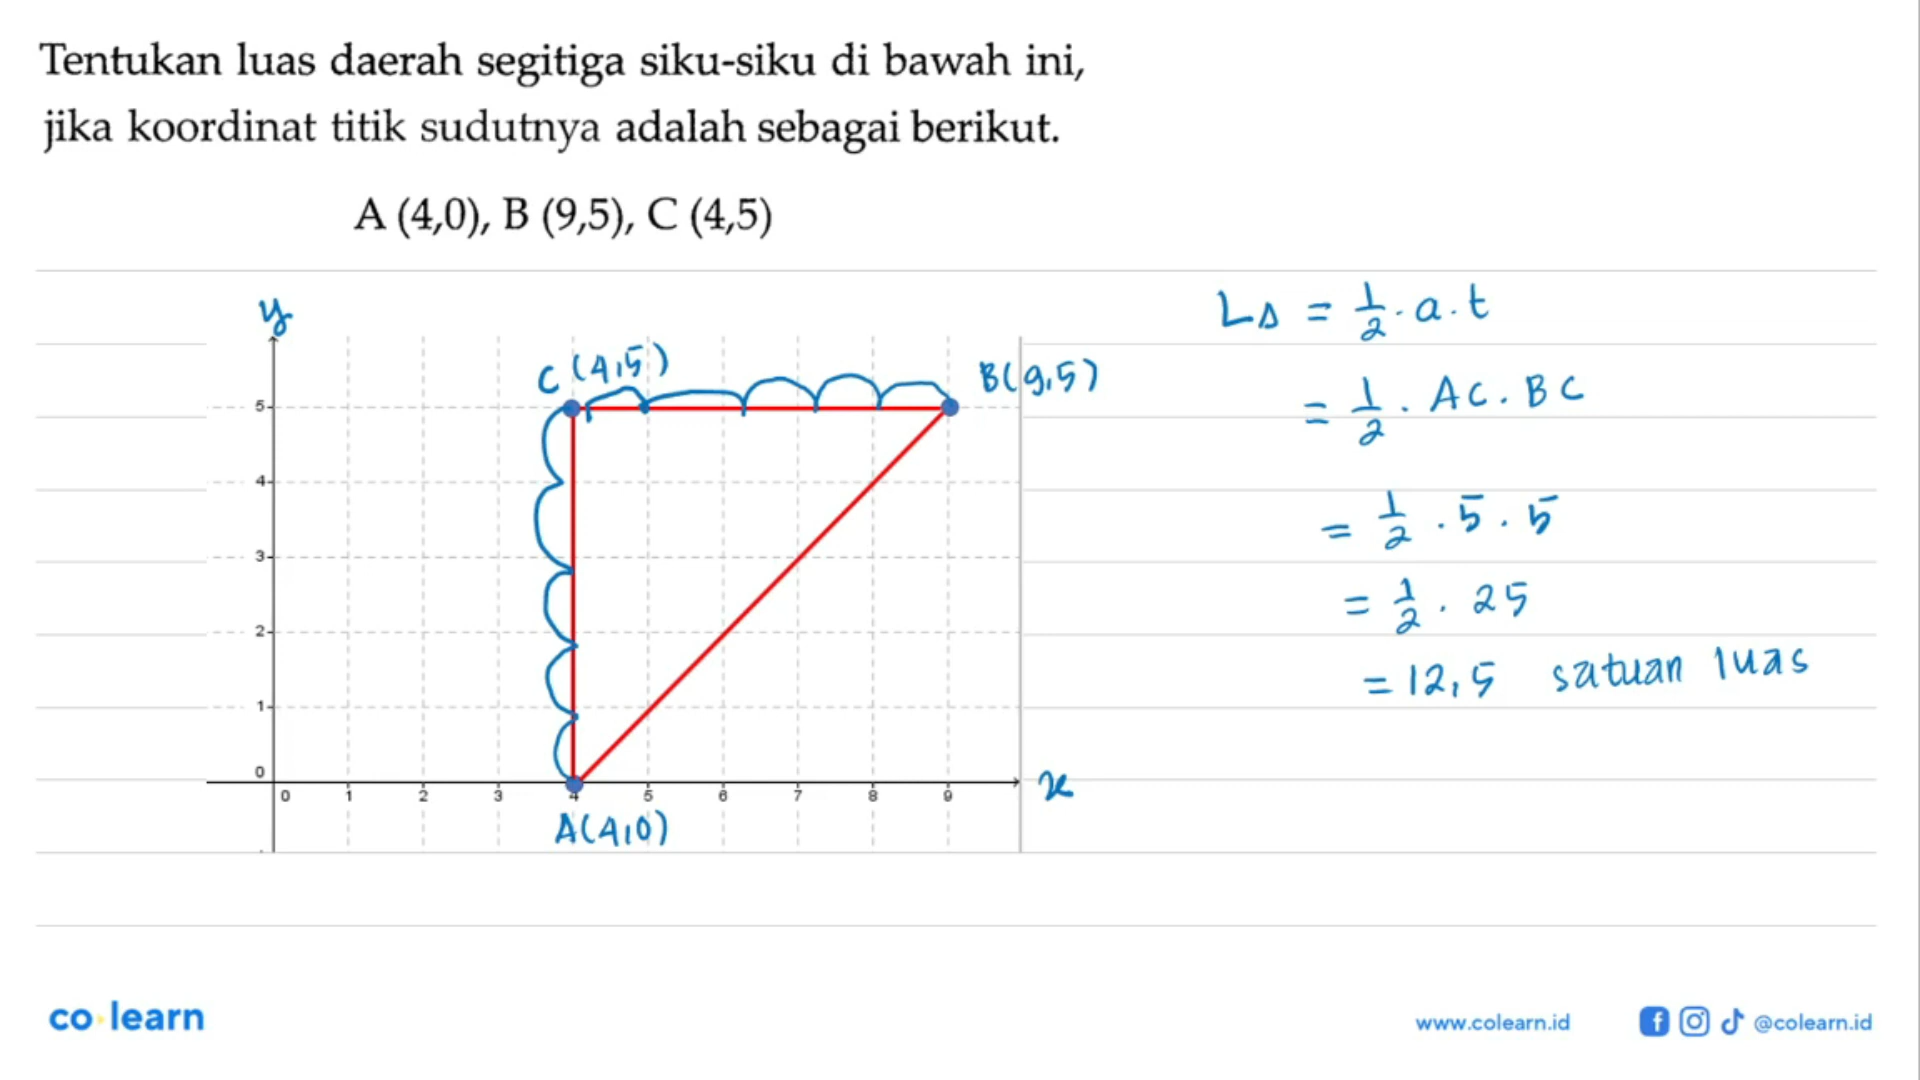 Tentukan luas daerah segitiga siku-siku di bawah ini,
jika koordinat titik sudutnya adalah sebagai berikut.
A (4,0), B (9,5), C (4,5)
y
C (4,5)
B(9,5)
5
4
3
2
1
0
0 1 2 3 4 5 6 7 8 9
x
A(4,0)
L∆ = 1/2 . a . t
= 1/2 . AC . BC
= 1/2 . 5 . 5
= 1/2 . 25
= 12,5 satuan luas
co learn
www.colearn.id
@colearn.id